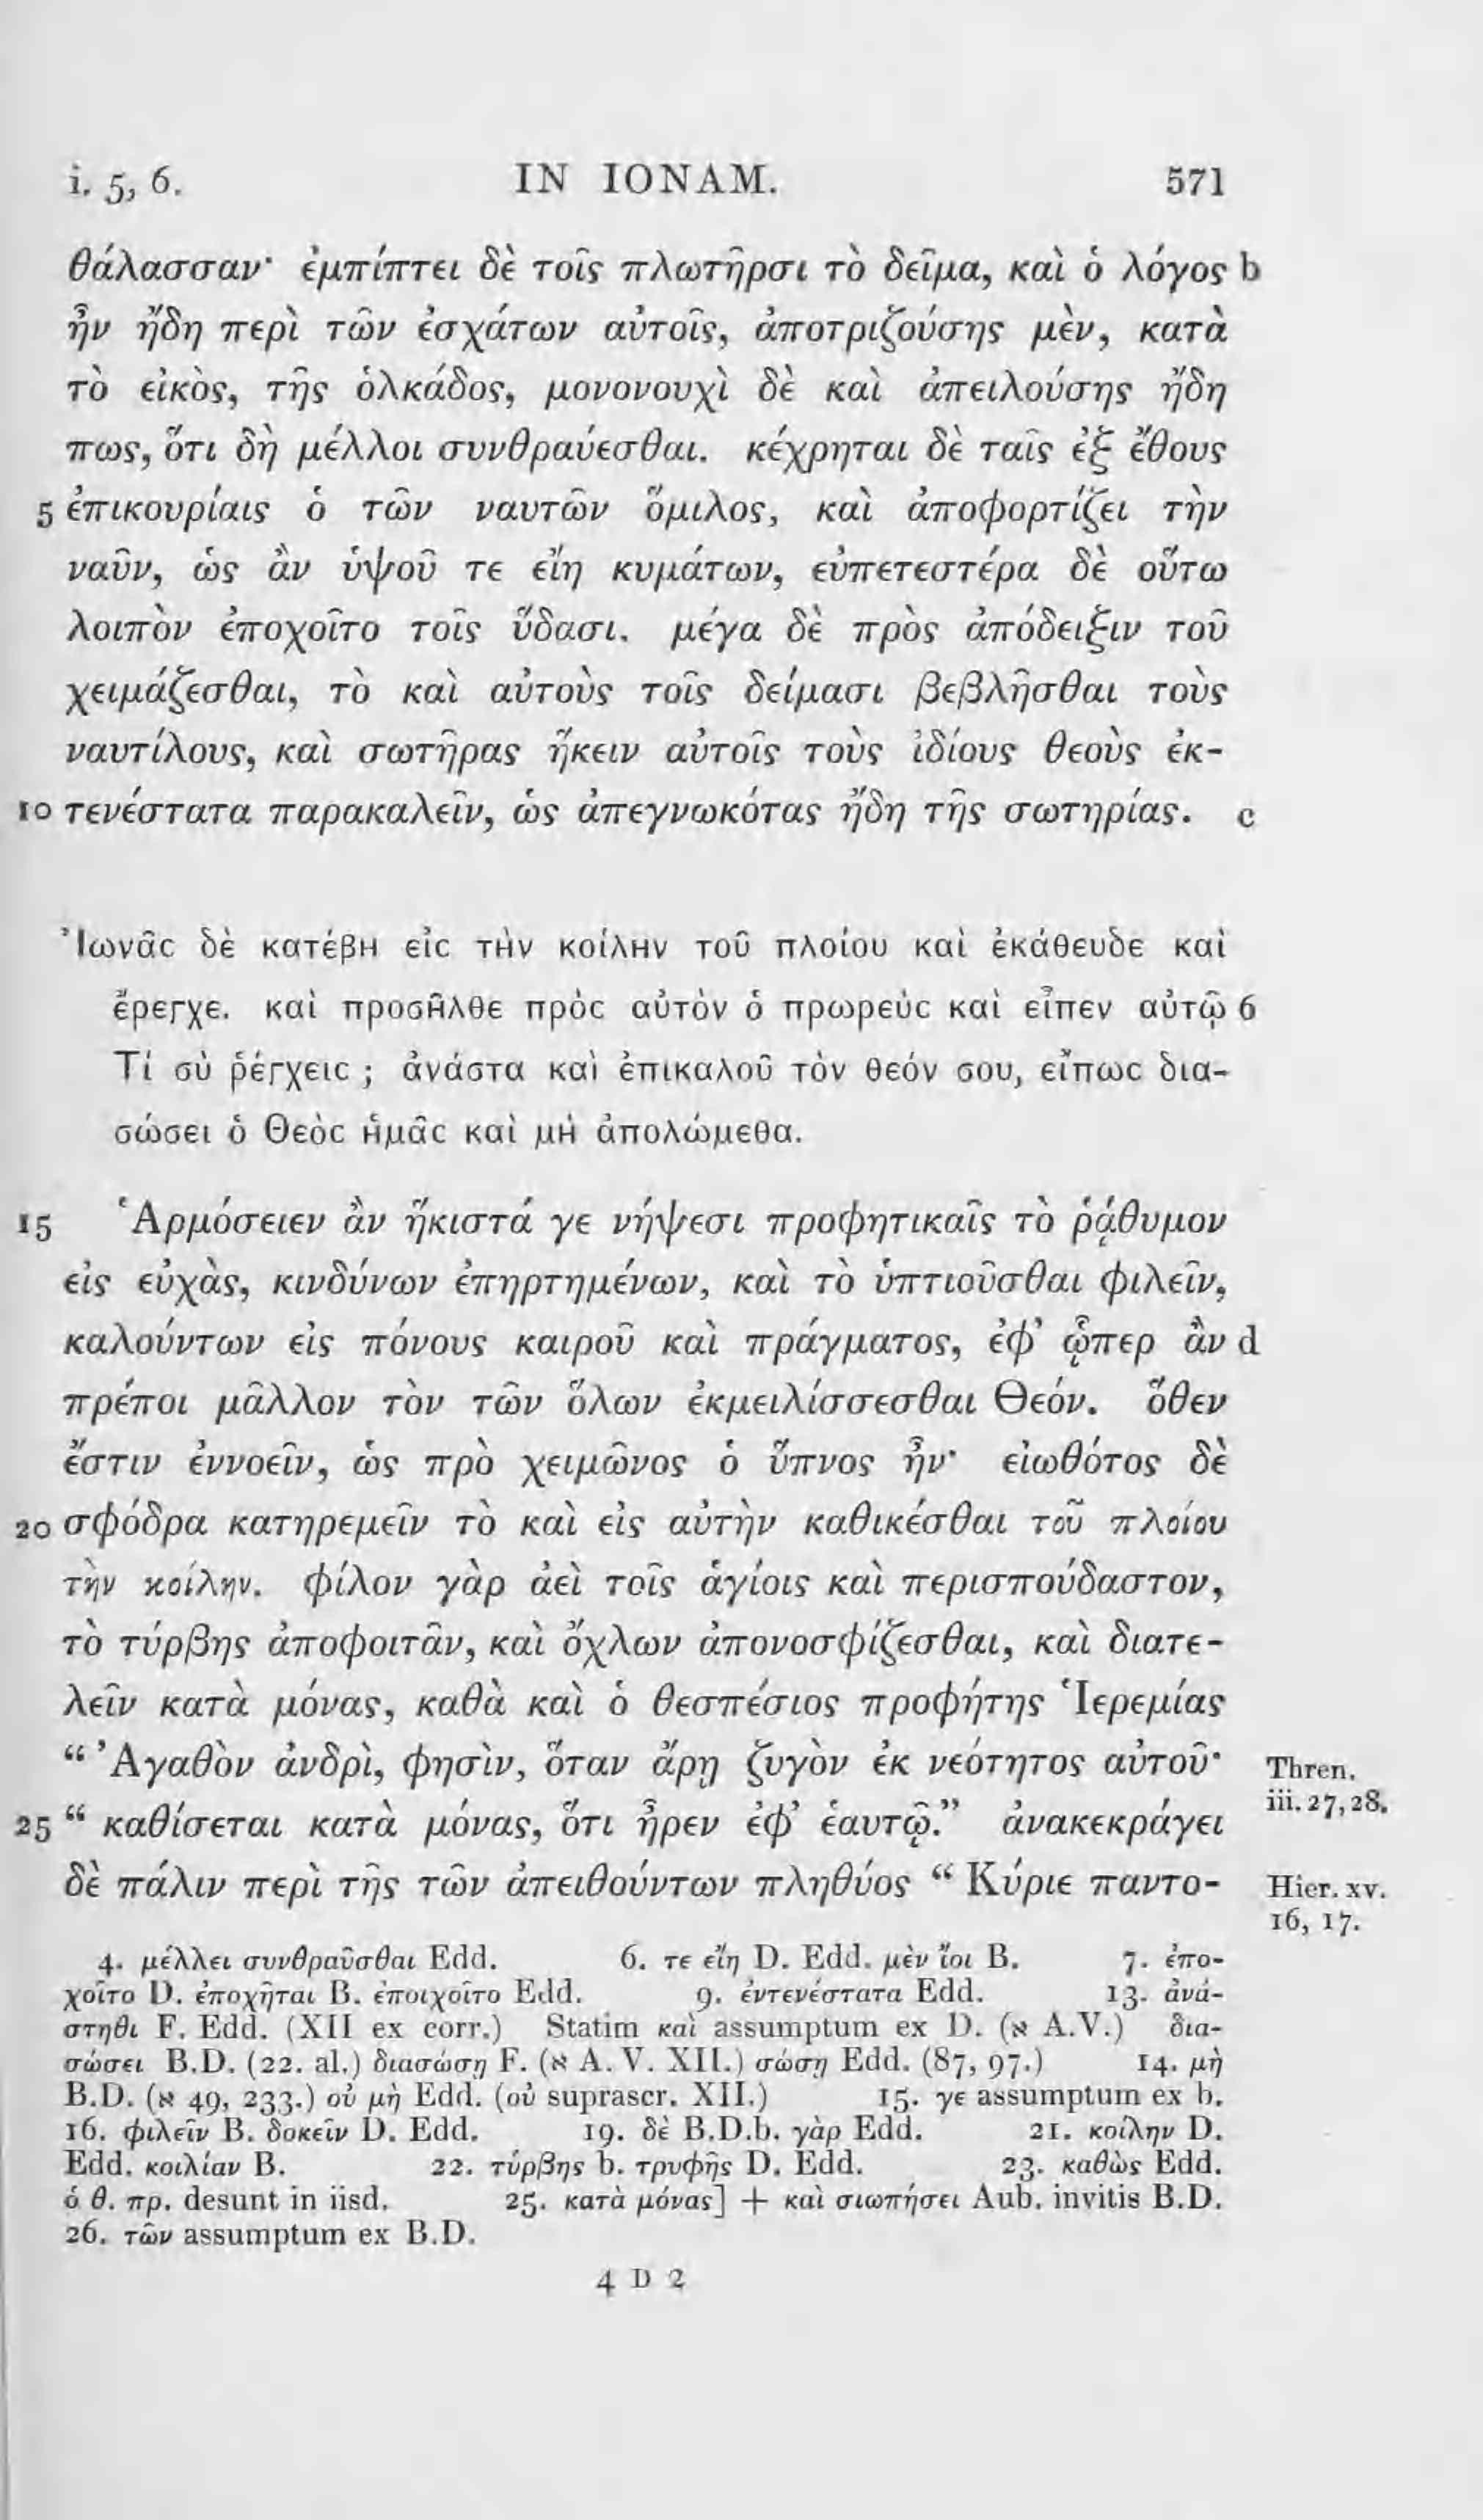 i. 5, 6. IN IONAM. 571
θάλασσαν· ἐμπίπτει δὲ τοῖς πλωτῆρσι τὸ δεῖμα, καὶ ὁ λόγος b
ἦν ἤδη περὶ τῶν ἐσχάτων αὐτοῖς, ἀποτριζούσης μὲν, κατὰ
τὸ εἰκὸς, τῆς ὁλκάδος, μονονουχὶ δὲ καὶ ἀπειλούσης ἤδη
πως, ὅτι δὴ μέλλοι συνθραύεσθαι. κέχρηται δὲ ταῖς ἐξ ἔθους
5 ἐπικουρίαις ὁ τῶν ναυτῶν ὅμιλος, καὶ ἀποφορτίζει τὴν
ναῦν, ὡς ἂν ὑψοῦ τε εἴη κυμάτων, εὐπετεστέρα δὲ οὕτω
λοιπὸν ἐποχοῖτο τοῖς ὕδασι. μέγα δὲ πρὸς ἀπόδειξιν τοῦ
χειμάζεσθαι, τὸ καὶ αὐτοὺς τοῖς δείμασι βεβλῆσθαι τοὺς
ναυτίλους, καὶ σωτῆρας ἥκειν αὐτοῖς τοὺς ἰδίους θεοὺς ἐκ-
10 τενέστατα παρακαλεῖν, ὡς ἀπεγνωκότας ἤδη τῆς σωτηρίας. c
Ἰωνᾶς δὲ κατέβη εἰς τὴν κοίλην τοῦ πλοίου καὶ ἐκάθευδε καὶ
ἔρεγχε. καὶ προσῆλθε πρὸς αὐτὸν ὁ πρωρεὺς καὶ εἶπεν αὐτῷ 6
Τί σὺ ῥέγχεις ; ἀνάστα καὶ ἐπικαλοῦ τὸν θεόν σου, εἴπως δια-
σώσει ὁ Θεὸς ἡμᾶς καὶ μὴ ἀπολώμεθα.
15 Ἁρμόσειεν ἂν ἥκιστά γε νήψεσι προφητικαῖς τὸ ῥᾴθυμον
εἰς εὐχὰς, κινδύνων ἐπηρτημένων, καὶ τὸ ὑπτιοῦσθαι φιλεῖν,
καλούντων εἰς πόνους καιροῦ καὶ πράγματος, ἐφ’ ᾧπερ ἂν d
πρέποι μᾶλλον τὸν τῶν ὅλων ἐκμειλίσσεσθαι Θεόν. ὅθεν
ἔστιν ἐννοεῖν, ὡς πρὸ χειμῶνος ὁ ὕπνος ἦν· εἰωθότος δὲ
20 σφόδρα κατηρεμεῖν τὸ καὶ εἰς αὐτὴν καθικέσθαι τοῦ πλοίου
τὴν κοίλην. φίλον γὰρ ἀεὶ τοῖς ἁγίοις καὶ περισπούδαστον,
τὸ τύρβης ἀποφοιτᾶν, καὶ ὄχλων ἀπονοσφίζεσθαι, καὶ διατε-
λεῖν κατὰ μόνας, καθὰ καὶ ὁ θεσπέσιος προφήτης Ἱερεμίας
“ Ἀγαθὸν ἀνδρὶ, φησὶν, ὅταν ἄρῃ ζυγὸν ἐκ νεότητος αὐτοῦ· Thren.
iii. 27, 28.
25 “ καθίσεται κατὰ μόνας, ὅτι ἦρεν ἐφ’ ἑαυτῷ.” ἀνακεκράγει
δὲ πάλιν περὶ τῆς τῶν ἀπειθούντων πληθύος “ Κύριε παντο- Hier. xv.
16, 17.
4. μέλλει συνθραῦσθαι Edd. 6. τε εἴη D. Edd. μὲν ἴοι B. 7. ἐπο-
χοῖτο D. ἐποχῆται B. ἐποιχοῖτο Edd. 9. ἐντενέστατα Edd. 13. ἀνά-
στηθι F. Edd. (XII ex corr.) Statim καὶ assumptum ex D. (א A.V.) δια-
σώσει B.D. (22. al.) διασώσῃ F. (א A. V. XII.) σώσῃ Edd. (87, 97.) 14. μὴ
B.D. (א 49, 233.) οὐ μὴ Edd. (οὐ suprascr. XII.) 15. γε assumptum ex b.
16. φιλεῖν B. δοκεῖν D. Edd. 19. δὲ B.D.b. γὰρ Edd. 21. κοίλην D.
Edd. κοιλίαν B. 22. τύρβης b. τρυφῆς D. Edd. 23. καθὼς Edd.
ὁ θ. πρ. desunt in iisd. 25. κατὰ μόνας] + καὶ σιωπήσει Aub. invitis B.D.
26. τῶν assumptum ex B.D.
4 D 2